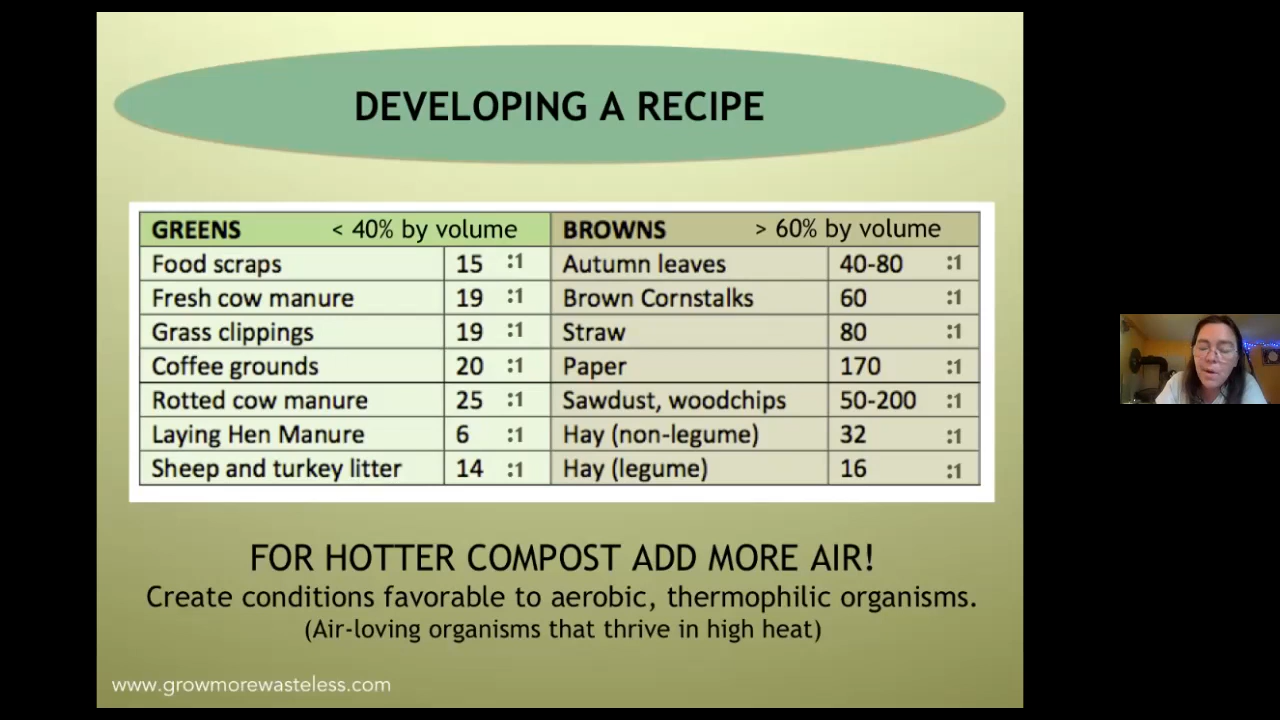 DEVELOPING A RECIPE
GREENS < 40% by volume BROWNS > 60% by volume
Food scraps 15 :1 Autumn leaves 40-80 :1
Fresh cow manure 19 :1 Brown Cornstalks 60 :1
Grass clippings 19 :1 Straw 80 :1
Coffee grounds 20 :1 Paper 170 :1
Rotted cow manure 25 :1 Sawdust, woodchips 50-200 :1
Laying Hen Manure 6 :1 Hay (non-legume) 32 :1
Sheep and turkey litter 14 :1 Hay (legume) 16 :1
FOR HOTTER COMPOST ADD MORE AIR!
Create conditions favorable to aerobic, thermophilic organisms.
(Air-loving organisms that thrive in high heat)
www.growmorewasteless.com